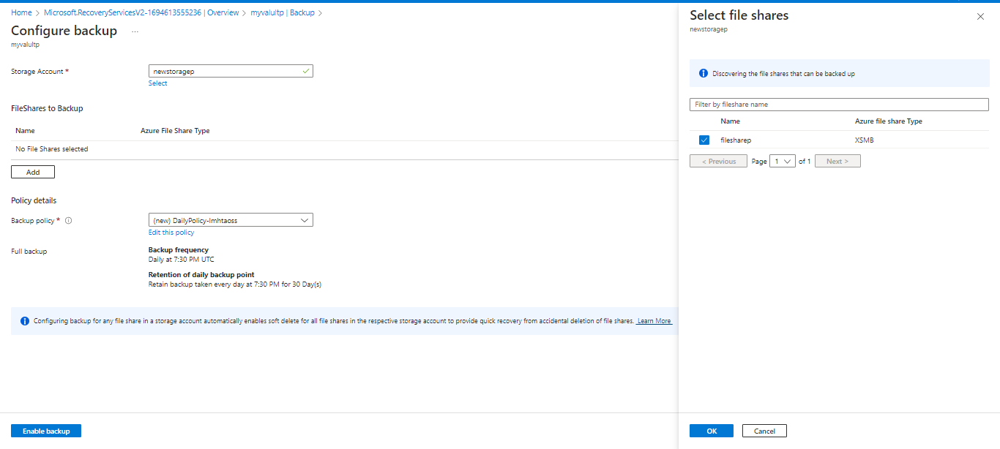 Home > Microsoft.RecoveryServicesV2-1694613555236 | Overview > myvalultp | Backup >
Configure backup ...
myvalultp
Storage Account *
newstoragep
Select
FileShares to Backup
Name Azure File Share Type
No File Shares selected
Add
Policy details
Backup policy *
(new) DailyPolicy-lmhtaoss
Edit this policy
Full backup
Backup frequency
Daily at 7:30 PM UTC
Retention of daily backup point
Retain backup taken every day at 7:30 PM for 30 Day(s)
Configuring backup for any file share in a storage account automatically enables soft delete for all file shares in the respective storage account to provide quick recovery from accidental deletion of file shares. Learn More
Enable backup
Select file shares
newstoragep
Discovering the file shares that can be backed up
Filter by fileshare name
Name Azure file share Type
filesharep XSMB
< Previous Page 1 of 1 Next >
OK Cancel